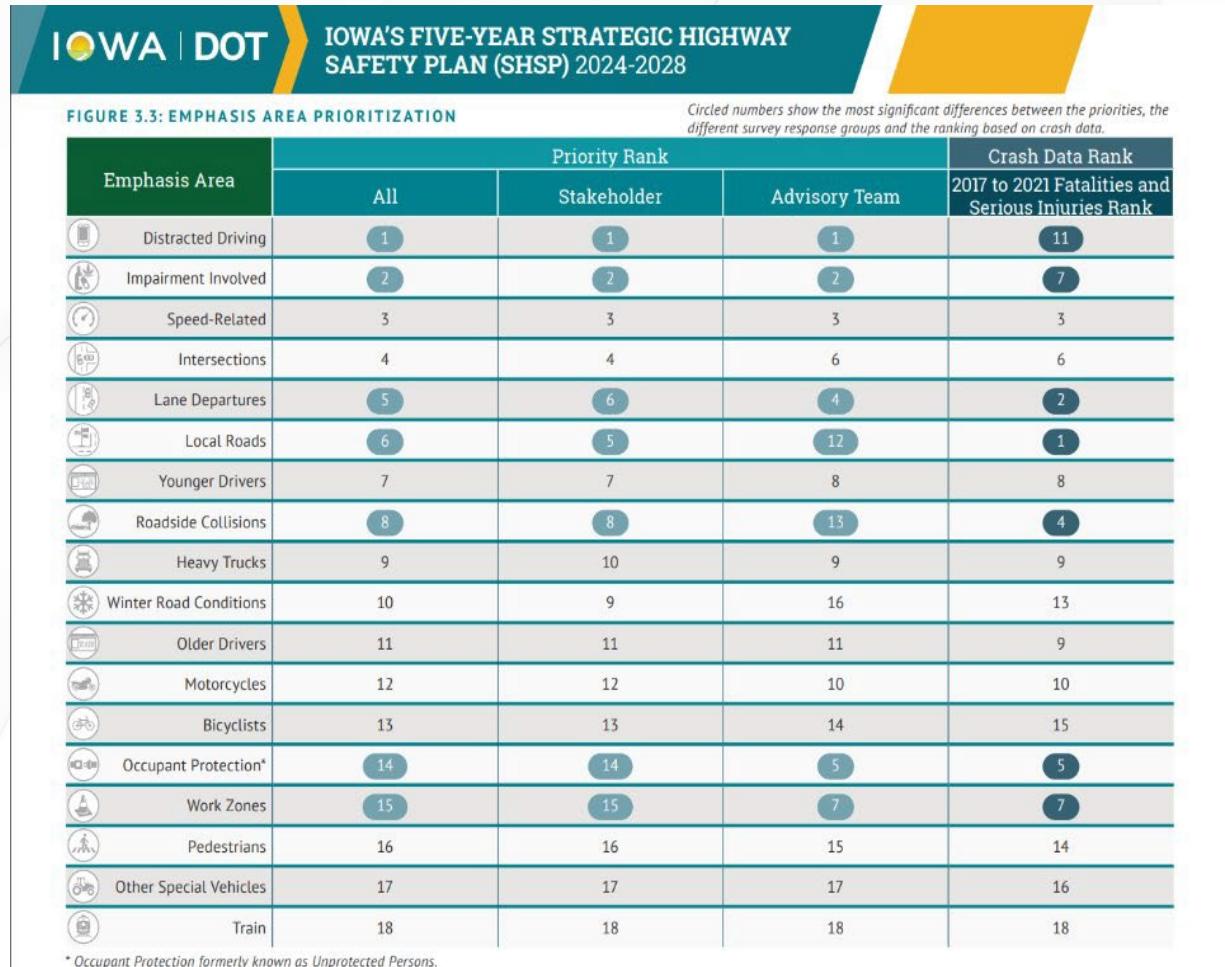 IOWA | DOT
IOWA'S FIVE-YEAR STRATEGIC HIGHWAY
SAFETY PLAN (SHSP) 2024-2028
FIGURE 3.3: EMPHASIS AREA PRIORITIZATION
Circled numbers show the most significant differences between the priorities, the
different survey response groups and the ranking based on crash data.
Emphasis Area
Priority Rank
Crash Data Rank
All
Stakeholder
Advisory Team
2017 to 2021 Fatalities and
Serious Injuries Rank
Distracted Driving 1 1 1 11
Impairment Involved 2 2 2 7
Speed-Related 3 3 3 3
Intersections 4 4 6 6
Lane Departures 5 6 4 2
Local Roads 6 5 12 1
Younger Drivers 7 7 8 8
Roadside Collisions 8 8 13 4
Heavy Trucks 9 10 9 9
Winter Road Conditions 10 9 16 13
Older Drivers 11 11 11 9
Motorcycles 12 12 10 10
Bicyclists 13 13 14 15
Occupant Protection* 14 14 5 5
Work Zones 15 15 7 7
Pedestrians 16 16 15 14
Other Special Vehicles 17 17 17 16
Train 18 18 18 18
* Occupant Protection formerly known as Unprotected Persons.